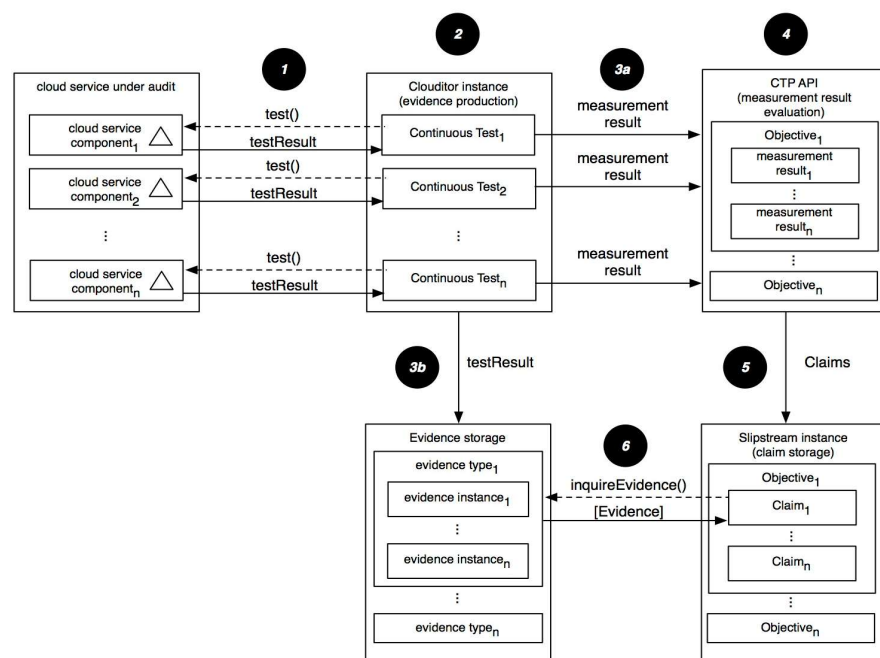 1
2
3a
4
cloud service under audit
cloud service
component₁
cloud service
component₂
⋮
cloud service
componentₙ
test()
testResult
test()
testResult
test()
testResult
Clouditor instance
(evidence production)
Continuous Test₁
Continuous Test₂
⋮
Continuous Testₙ
measurement
result
measurement
result
measurement
result
CTP API
(measurement result
evaluation)
Objective₁
measurement
result₁
⋮
measurement
resultₙ
⋮
Objectiveₙ
3b
testResult
5
Claims
Evidence storage
evidence type₁
evidence instance₁
⋮
evidence instanceₙ
⋮
evidence typeₙ
6
inquireEvidence()
[Evidence]
Slipstream instance
(claim storage)
Objective₁
Claim₁
⋮
Claimₙ
⋮
Objectiveₙ